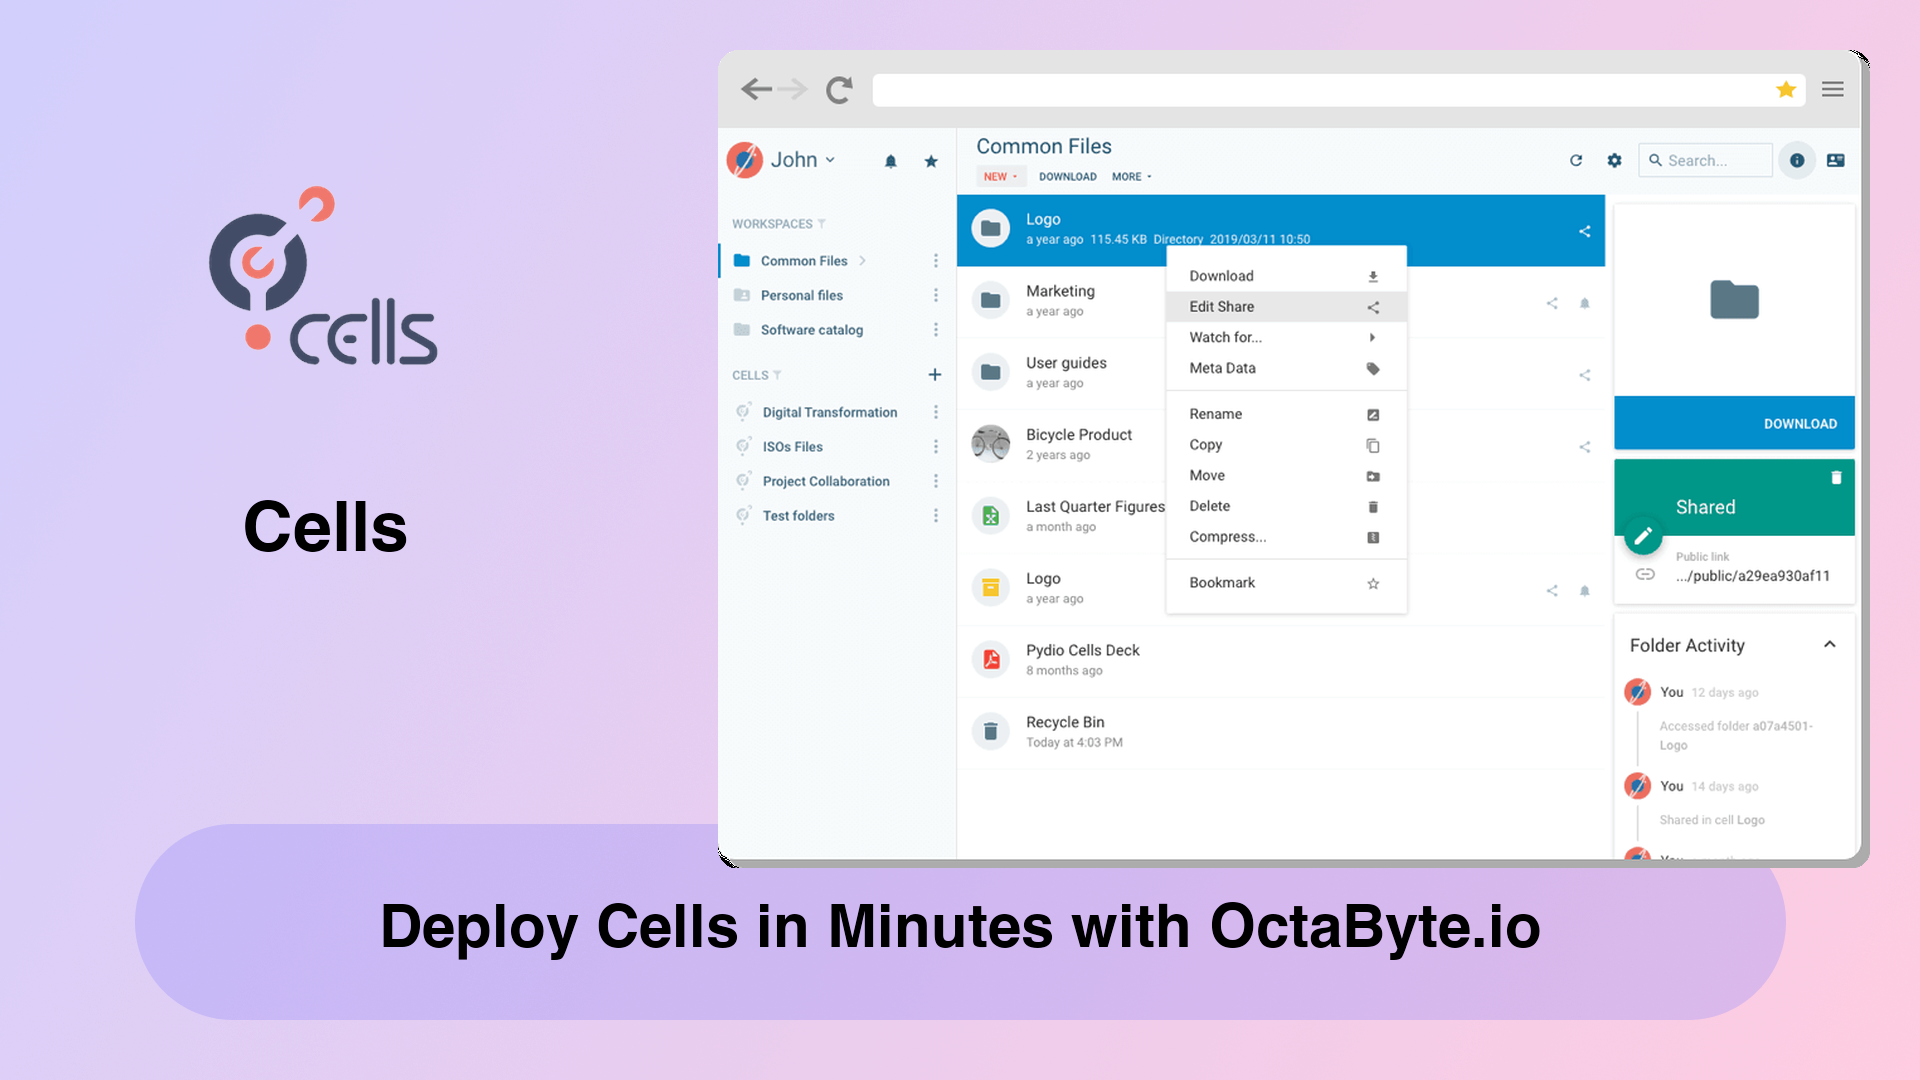 cells
Cells
John
WORKSPACES
Common Files
Personal files
Software catalog
CELLS
Digital Transformation
ISOs Files
Project Collaboration
Test folders
Common Files
NEW
DOWNLOAD
MORE
Search...
Logo
a year ago 115.45 KB Directory 2019/03/11 10:50
Marketing
a year ago
User guides
a year ago
Bicycle Product
2 years ago
Last Quarter Figures
a month ago
Logo
a year ago
Pydio Cells Deck
8 months ago
Recycle Bin
Today at 4:03 PM
Download
Edit Share
Watch for...
Meta Data
Rename
Copy
Move
Delete
Compress...
Bookmark
DOWNLOAD
Shared
Public link
.../public/a29ea930af11
Folder Activity
You 12 days ago
Accessed folder a07a4501-
Logo
You 14 days ago
Shared in cell Logo
Deploy Cells in Minutes with OctaByte.io